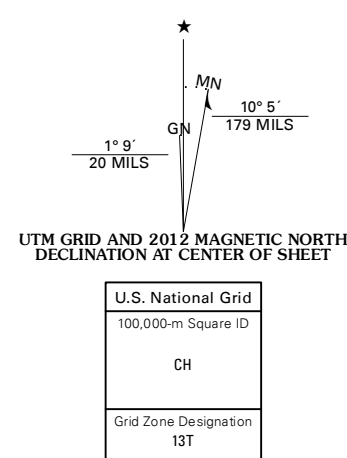 ★
MN
10° 5´
179 MILS
GN
1° 9´
20 MILS
UTM GRID AND 2012 MAGNETIC NORTH
DECLINATION AT CENTER OF SHEET
U.S. National Grid
100,000-m Square ID
CH
Grid Zone Designation
13T